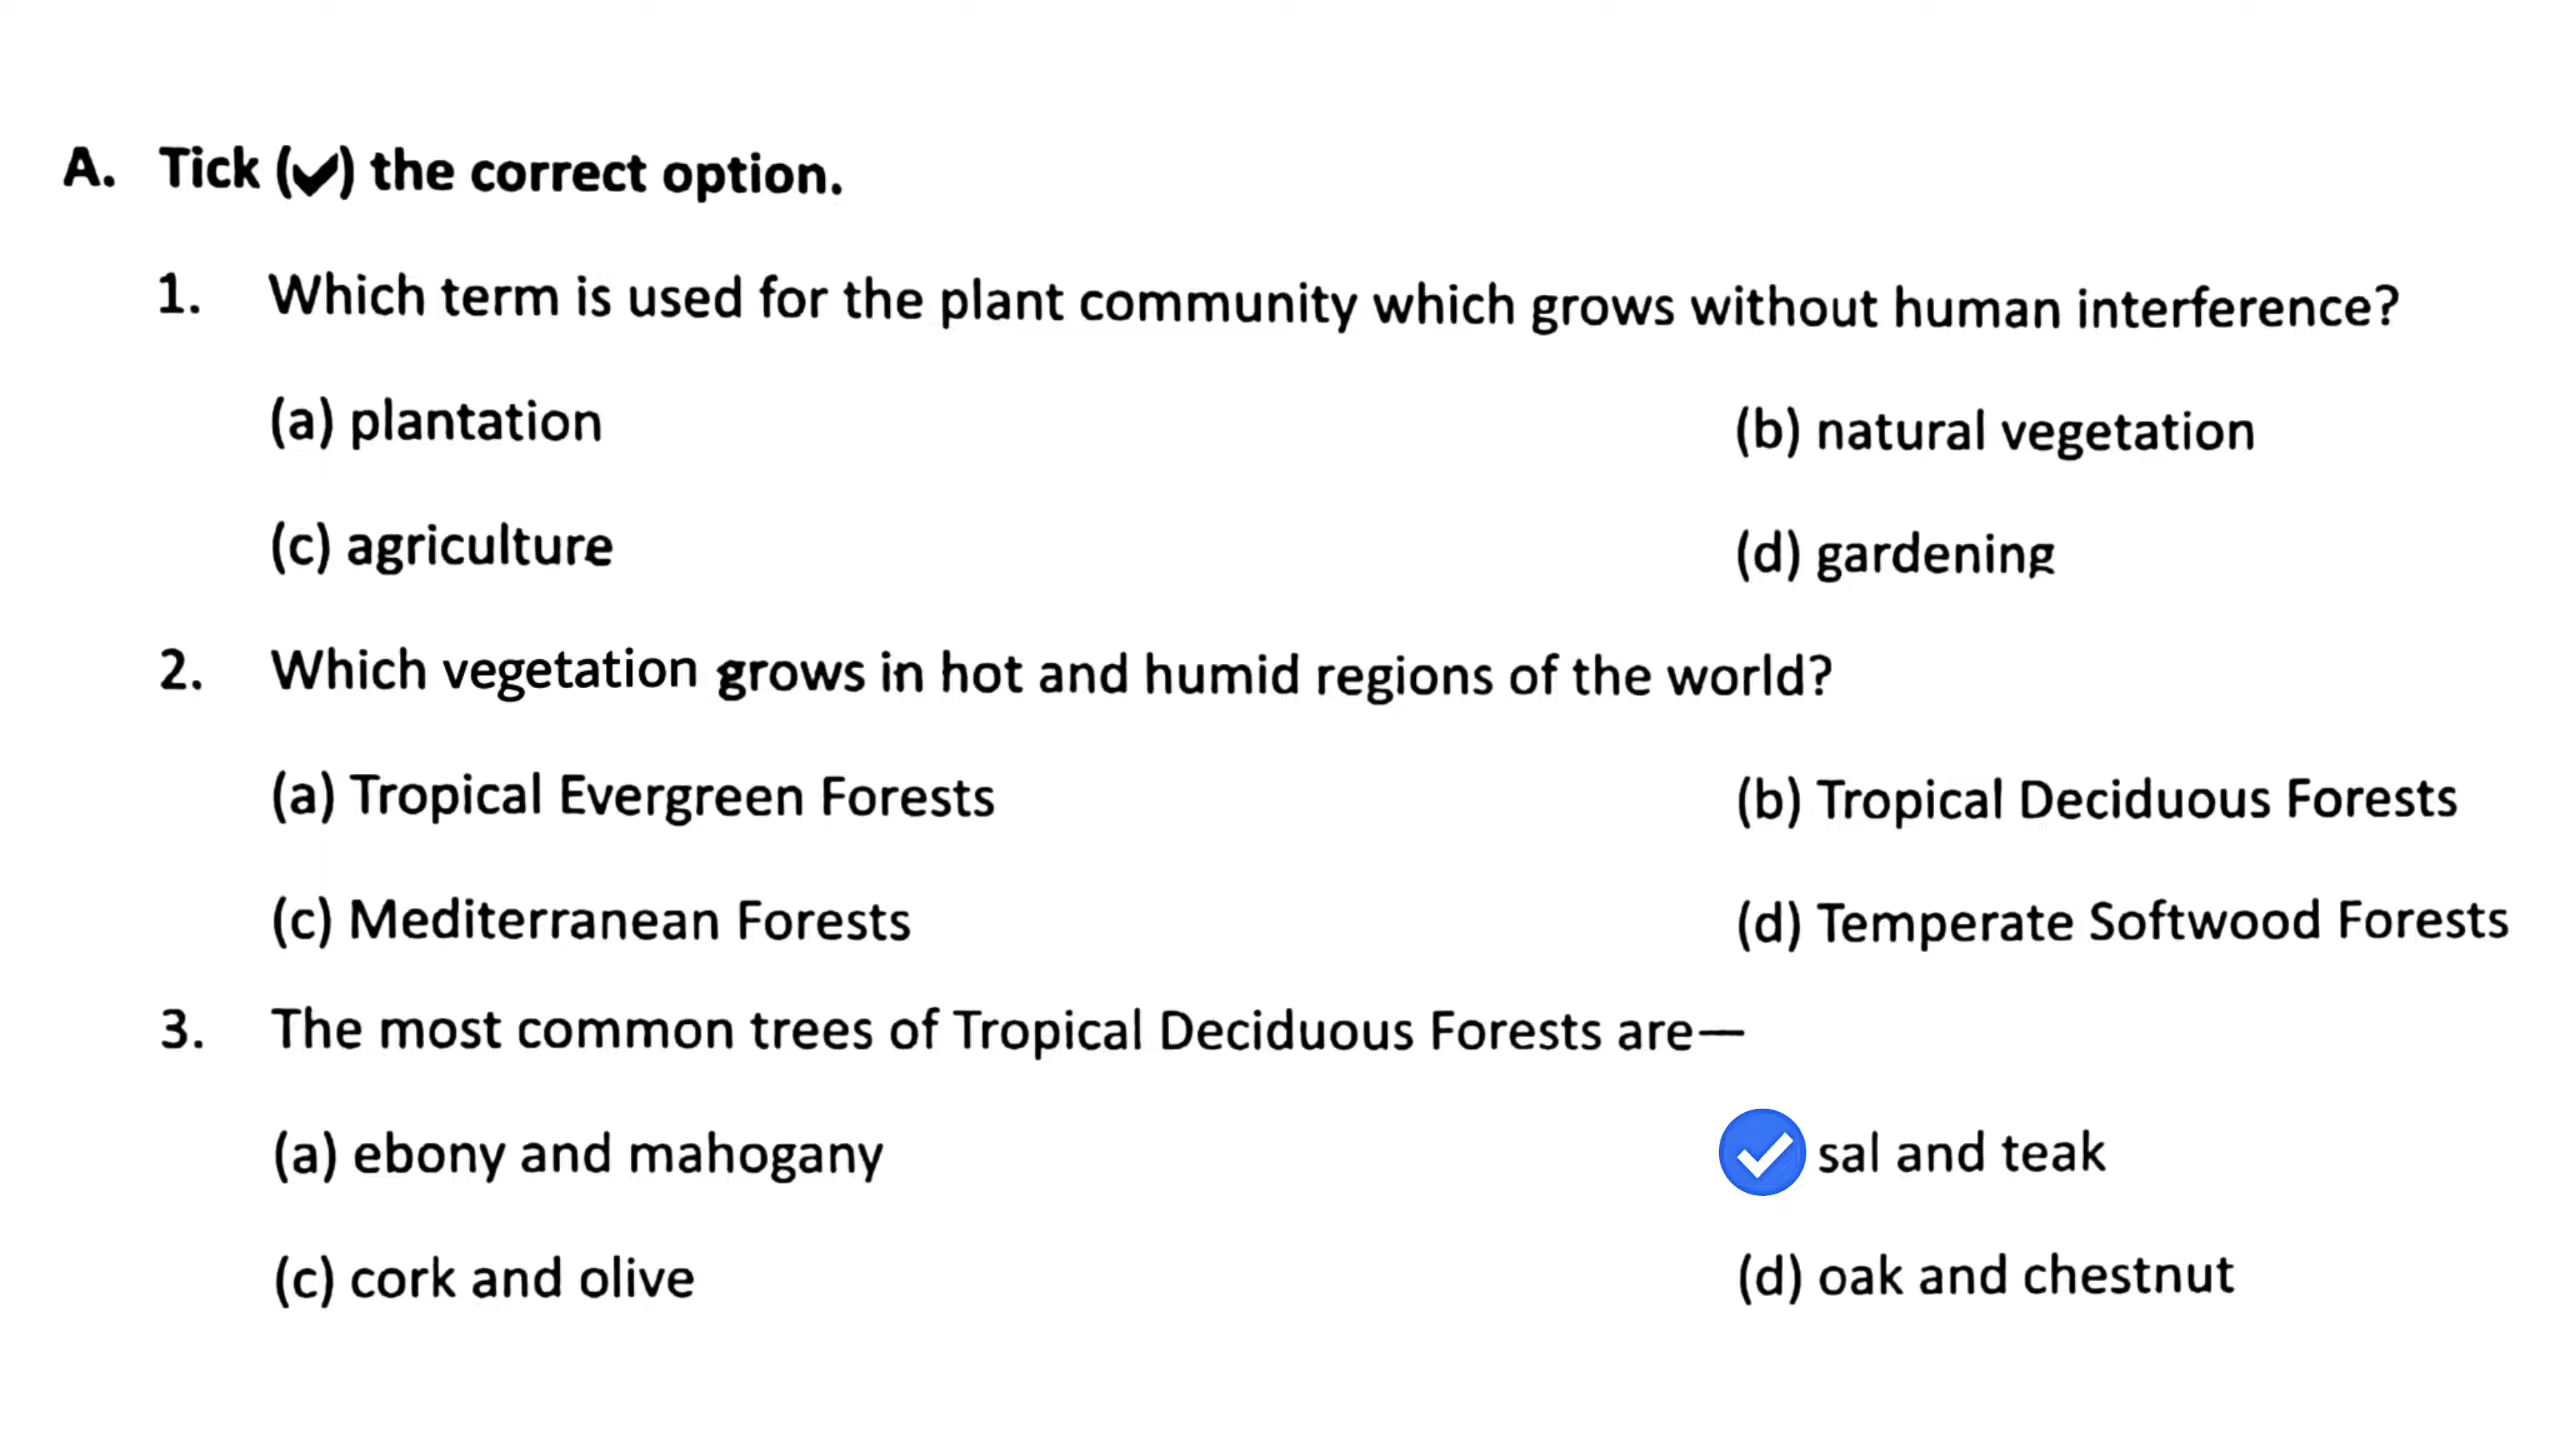 A. Tick (✔) the correct option.
1. Which term is used for the plant community which grows without human interference?
(a) plantation (b) natural vegetation
(c) agriculture (d) gardening
2. Which vegetation grows in hot and humid regions of the world?
(a) Tropical Evergreen Forests (b) Tropical Deciduous Forests
(c) Mediterranean Forests (d) Temperate Softwood Forests
3. The most common trees of Tropical Deciduous Forests are—
(a) ebony and mahogany ✔ sal and teak
(c) cork and olive (d) oak and chestnut